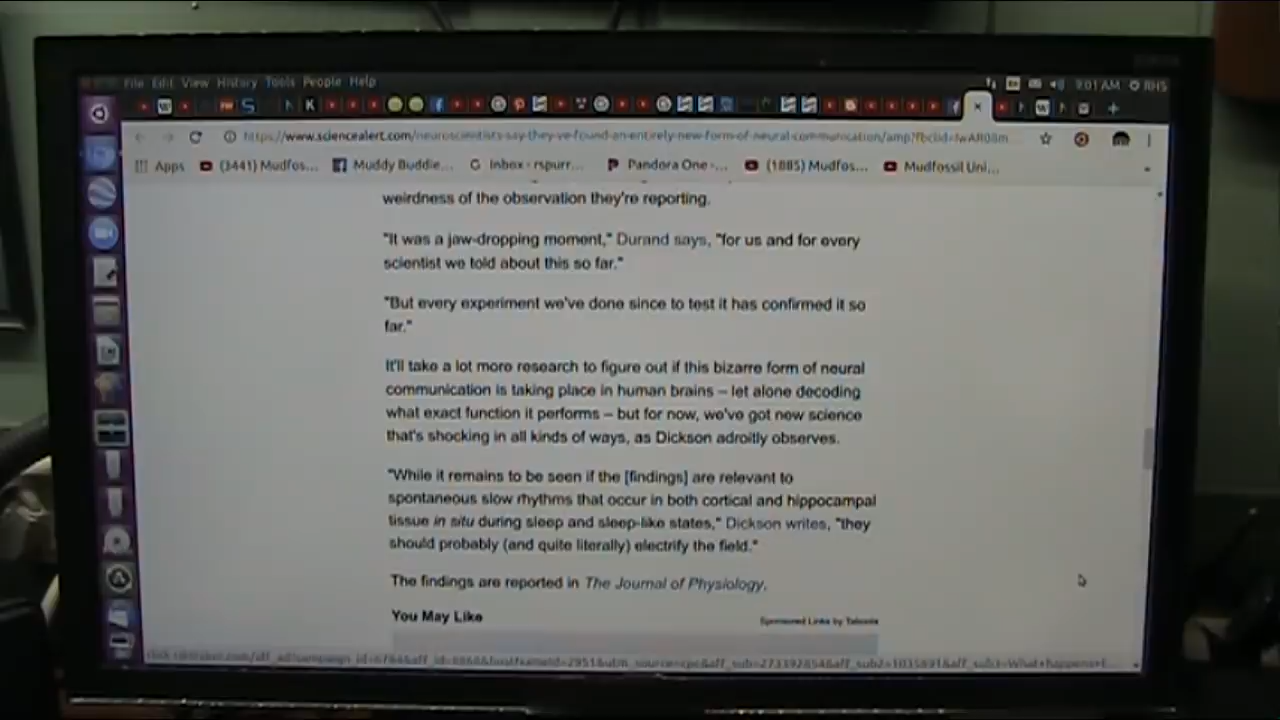 File Edit View History Tools People Help
9:01 AM RHS
https://www.sciencealert.com/neuroscientists-say-they-ve-found-an-entirely-new-form-of-neural-communication/amp?fbclid=IwAR0
Apps (3441) Mudfos... Muddy Buddie... Inbox - rspurr... Pandora One -... (1885) Mudfos... Mudfossil Uni...
weirdness of the observation they're reporting.
"It was a jaw-dropping moment," Durand says, "for us and for every
scientist we told about this so far."
"But every experiment we've done since to test it has confirmed it so
far."
It'll take a lot more research to figure out if this bizarre form of neural
communication is taking place in human brains – let alone decoding
what exact function it performs – but for now, we've got new science
that's shocking in all kinds of ways, as Dickson adroitly observes.
"While it remains to be seen if the [findings] are relevant to
spontaneous slow rhythms that occur in both cortical and hippocampal
tissue in situ during sleep and sleep-like states," Dickson writes, "they
should probably (and quite literally) electrify the field."
The findings are reported in The Journal of Physiology.
You May Like
Sponsored Links by Taboola